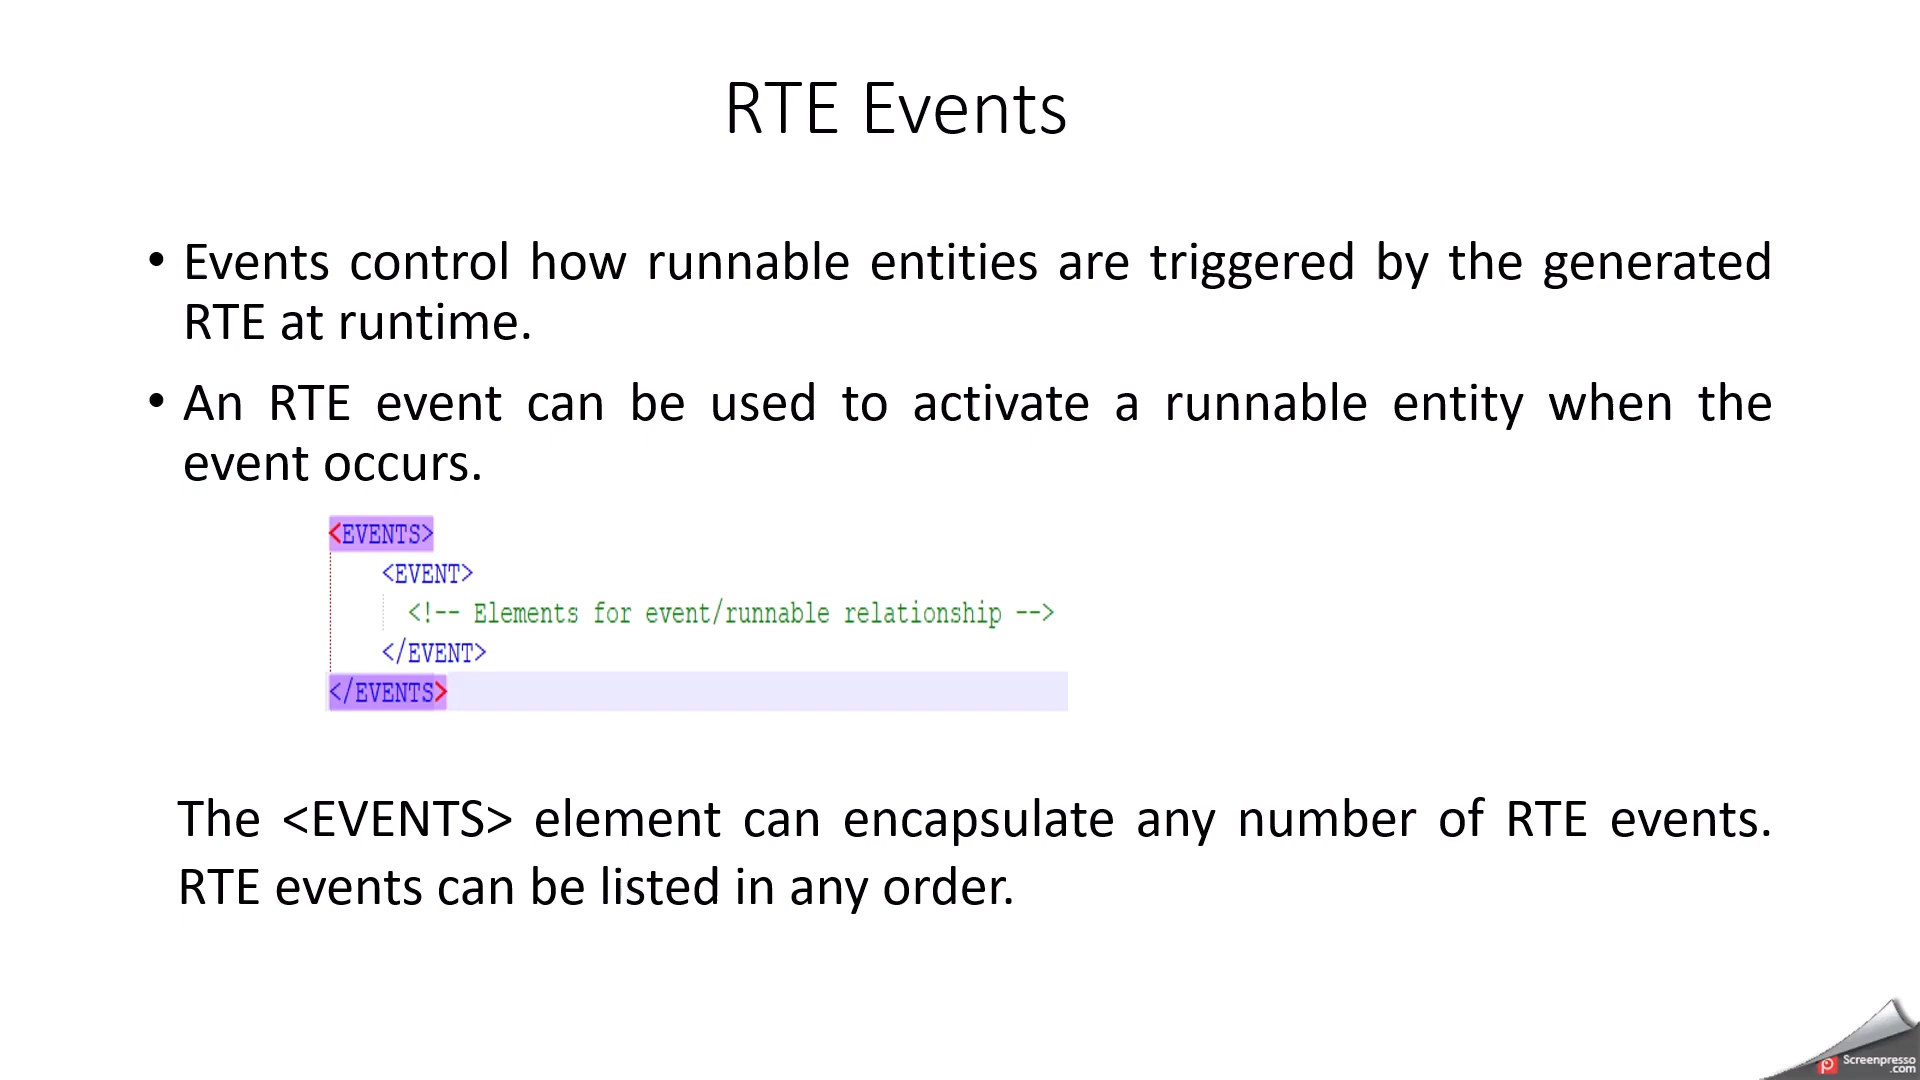 RTE Events
• Events control how runnable entities are triggered by the generated
RTE at runtime.
• An RTE event can be used to activate a runnable entity when the
event occurs.
<EVENTS>
<EVENT>
<!-- Elements for event/runnable relationship -->
</EVENT>
</EVENTS>
The <EVENTS> element can encapsulate any number of RTE events.
RTE events can be listed in any order.
Screenpresso
.com